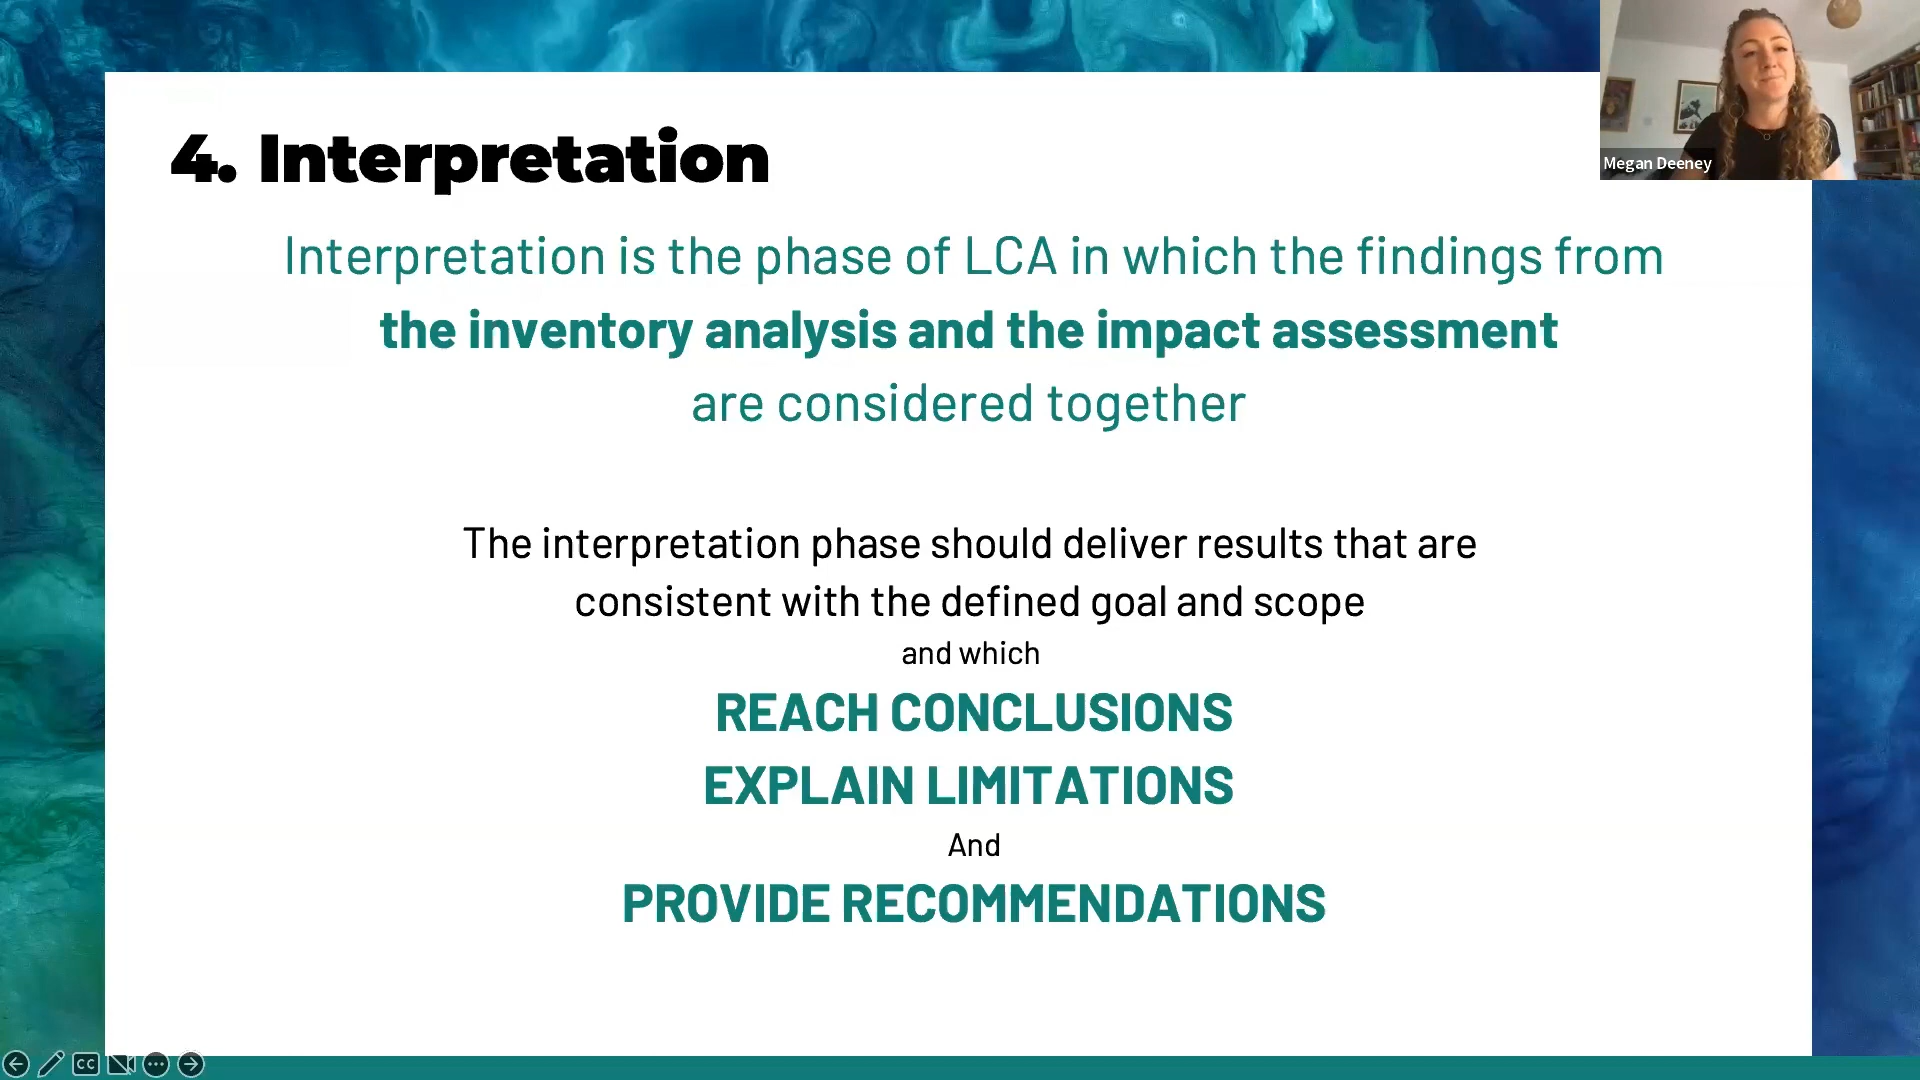 4. Interpretation
Interpretation is the phase of LCA in which the findings from
the inventory analysis and the impact assessment
are considered together
The interpretation phase should deliver results that are
consistent with the defined goal and scope
and which
REACH CONCLUSIONS
EXPLAIN LIMITATIONS
And
PROVIDE RECOMMENDATIONS
Megan Deeney
CC